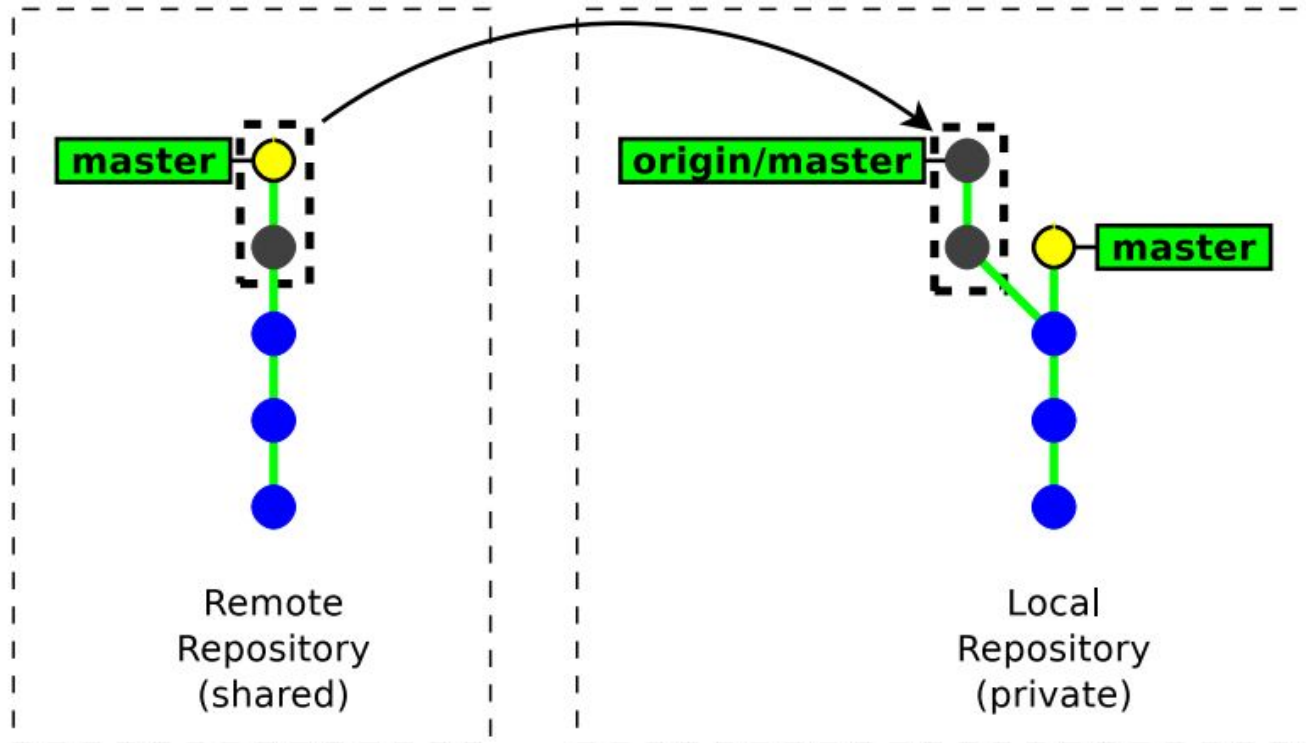 master
origin/master
master
Remote
Repository
(shared)
Local
Repository
(private)